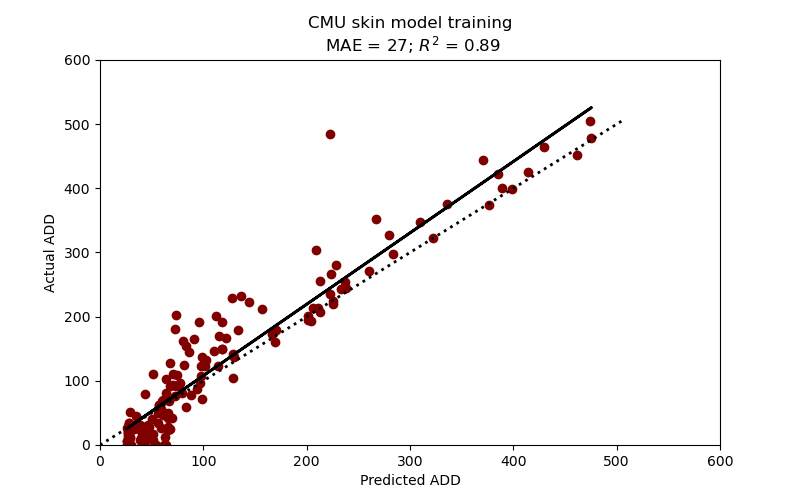 CMU skin model training
MAE = 27; R² = 0.89
600
500
400
300
200
100
0
Actual ADD
0 100 200 300 400 500 600
Predicted ADD